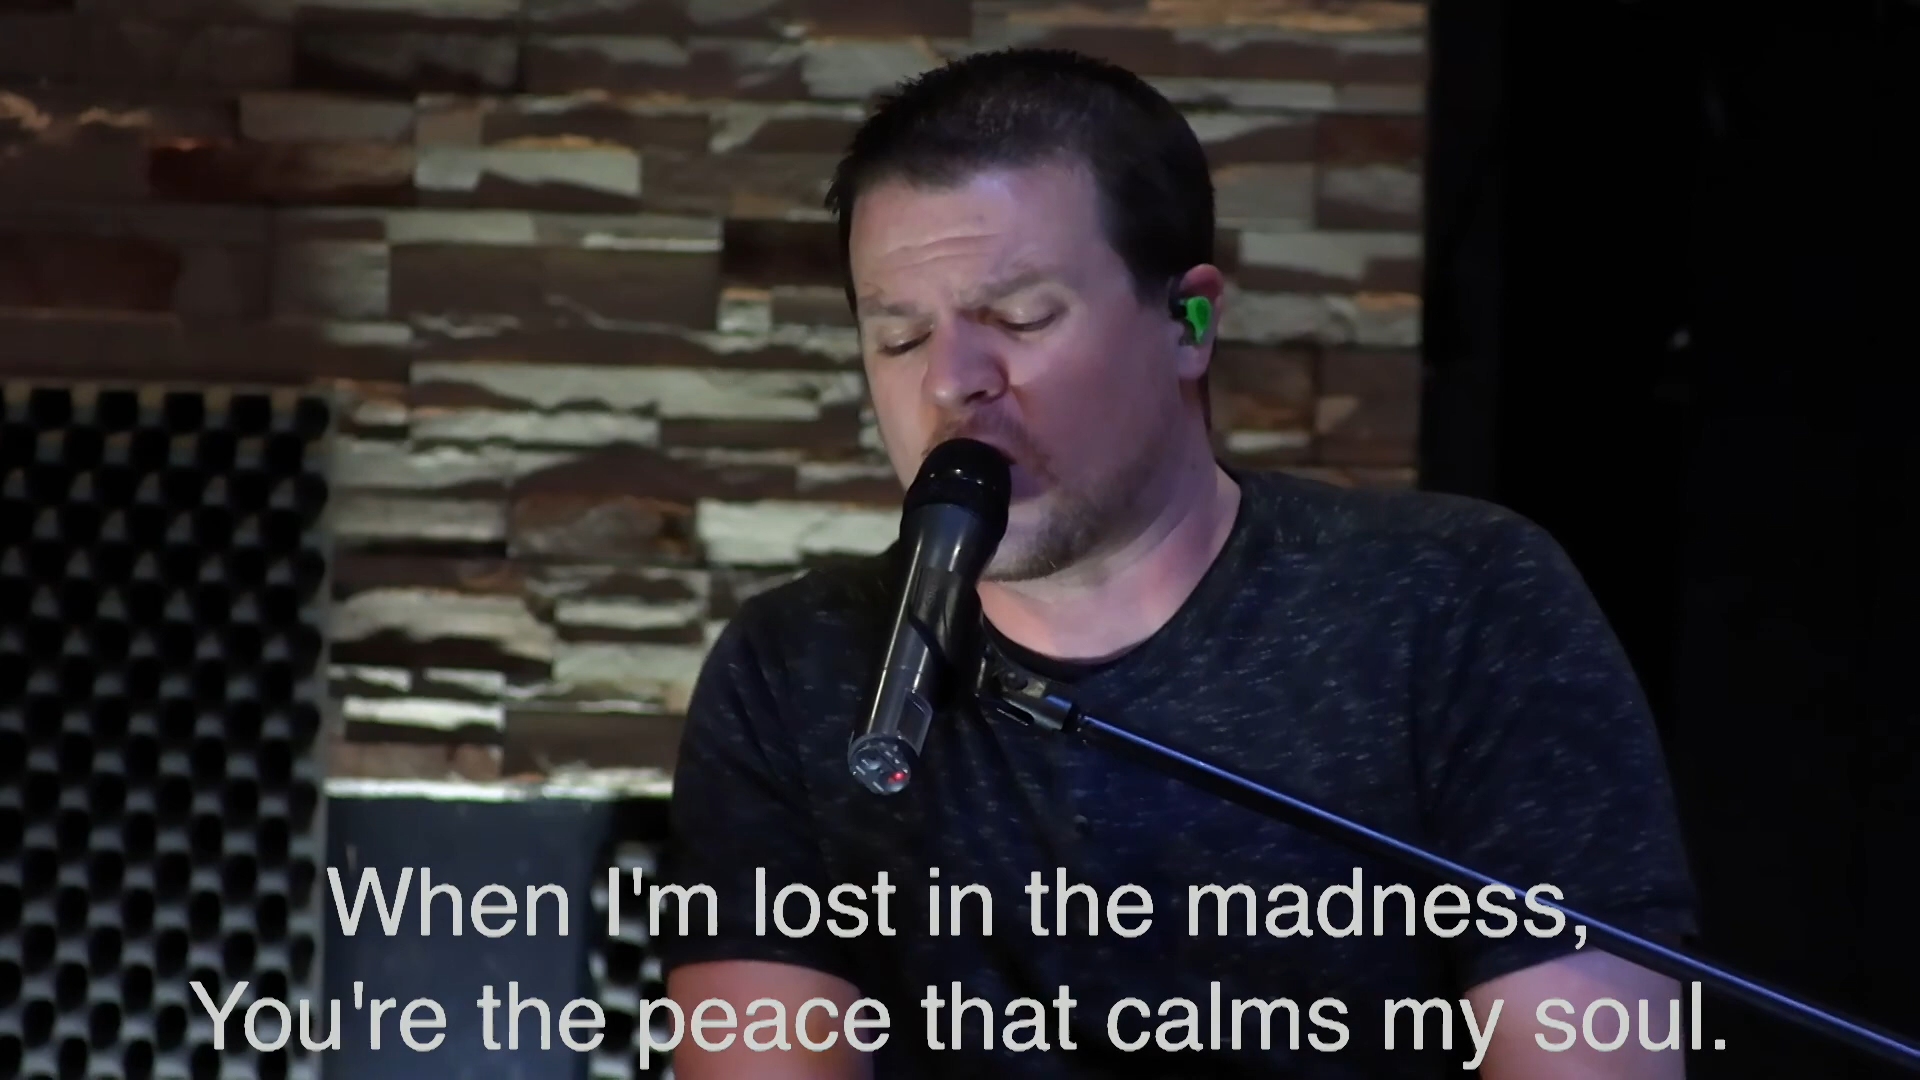 When I'm lost in the madness,
You're the peace that calms my soul.